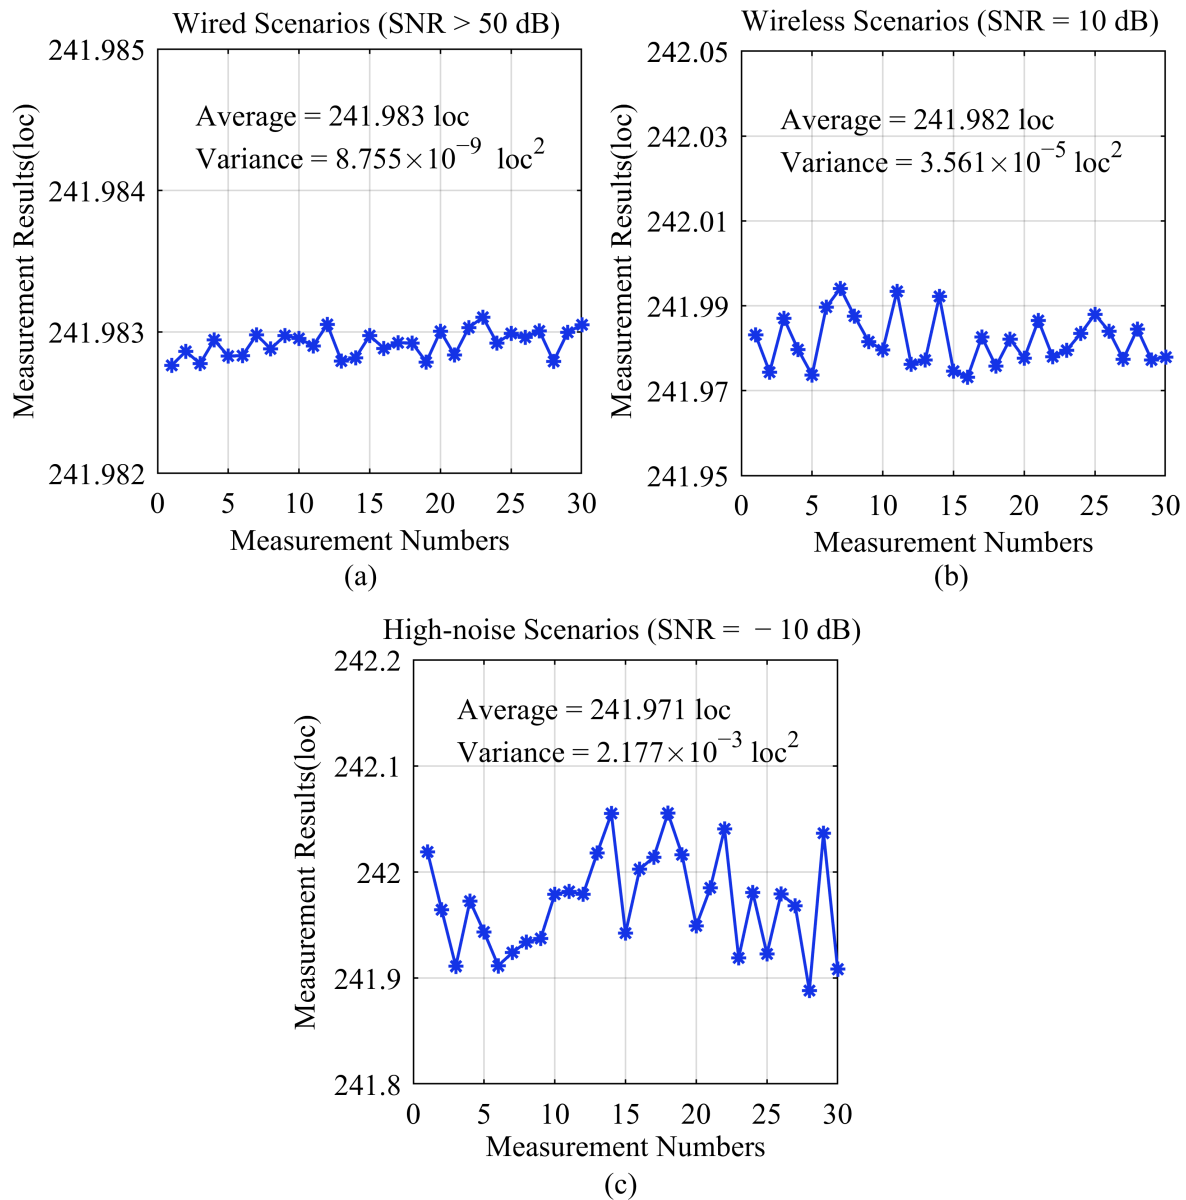 Wired Scenarios (SNR > 50 dB)
241.985
241.984
241.983
241.982
Measurement Results(loc)
Average = 241.983 loc
Variance = 8.755×10⁻⁹ loc²
0 5 10 15 20 25 30
Measurement Numbers
(a)
Wireless Scenarios (SNR = 10 dB)
242.05
242.03
242.01
241.99
241.97
241.95
Measurement Results(loc)
Average = 241.982 loc
Variance = 3.561×10⁻⁵ loc²
0 5 10 15 20 25 30
Measurement Numbers
(b)
High-noise Scenarios (SNR = − 10 dB)
242.2
242.1
242
241.9
241.8
Measurement Results(loc)
Average = 241.971 loc
Variance = 2.177×10⁻³ loc²
0 5 10 15 20 25 30
Measurement Numbers
(c)